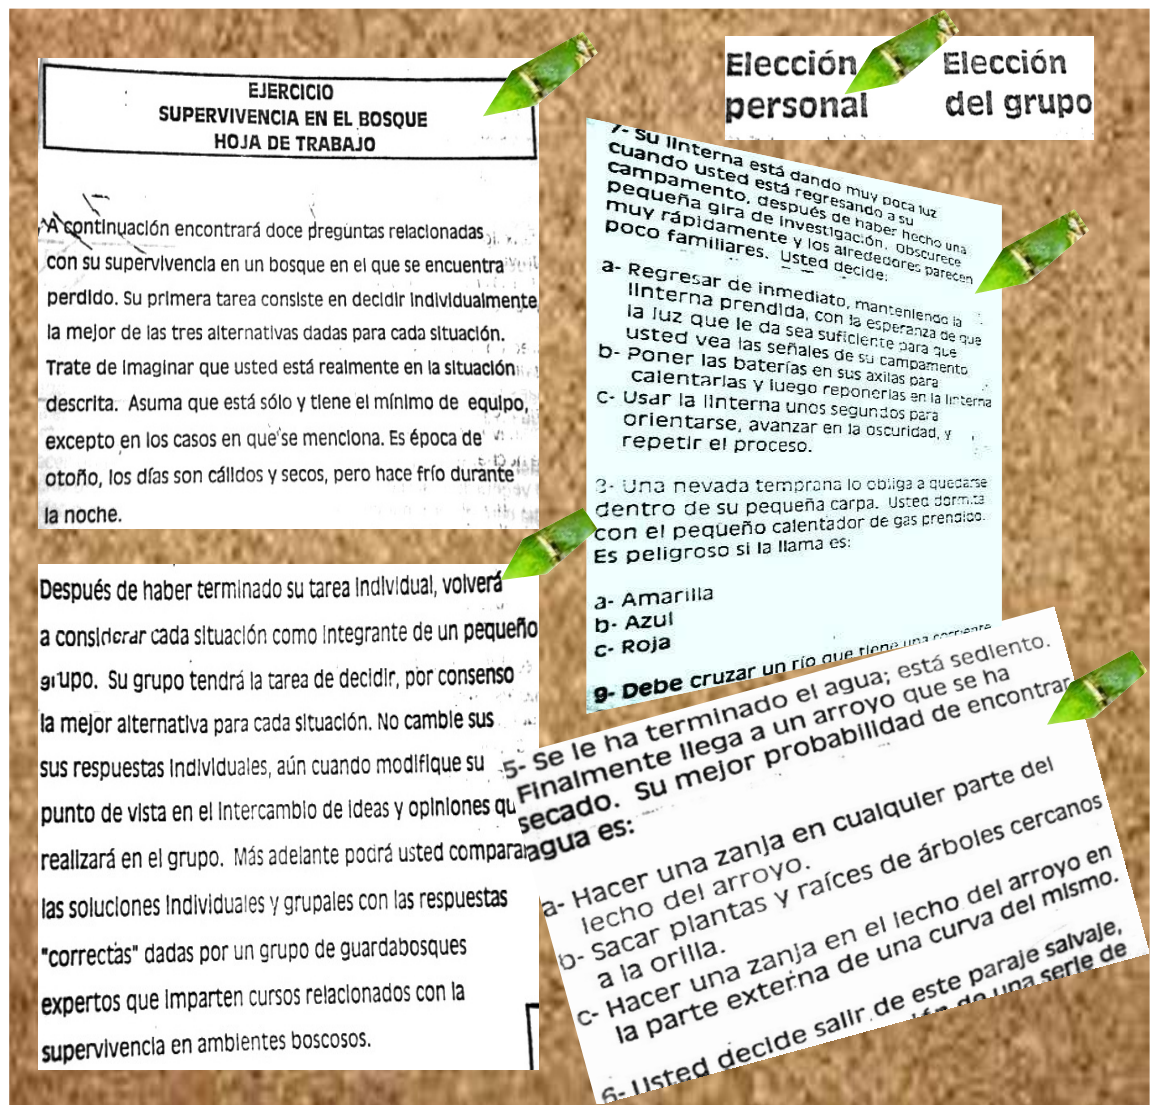 EJERCICIO
SUPERVIVENCIA EN EL BOSQUE
HOJA DE TRABAJO
A continuación encontrará doce preguntas relacionadas
con su supervivencia en un bosque en el que se encuentra
perdido. Su primera tarea consiste en decidir individualmente
la mejor de las tres alternativas dadas para cada situación.
Trate de imaginar que usted está realmente en la situación
descrita. Asuma que está sólo y tiene el mínimo de equipo,
excepto en los casos en que se menciona. Es época de
otoño, los días son cálidos y secos, pero hace frío durante
la noche.
Después de haber terminado su tarea individual, volverá
a considerar cada situación como integrante de un pequeño
grupo. Su grupo tendrá la tarea de decidir, por consenso
la mejor alternativa para cada situación. No cambie sus
sus respuestas individuales, aún cuando modifique su
punto de vista en el intercambio de ideas y opiniones qu
realizará en el grupo. Más adelante podrá usted comparar
las soluciones individuales y grupales con las respuestas
"correctas" dadas por un grupo de guardabosques
expertos que imparten cursos relacionados con la
supervivencia en ambientes boscosos.
Elección Elección
personal del grupo
7- Su linterna está dando muy poca luz
cuando usted está regresando a su
campamento, después de haber hecho una
pequeña gira de investigación. Obscurece
muy rápidamente y los alrededores parecen
poco familiares. Usted decide:
a- Regresar de inmediato, manteniendo la
linterna prendida, con la esperanza de que
la luz que le da sea suficiente para que
usted vea las señales de su campamento
b- Poner las baterías en sus axilas para
calentarlas y luego reponerlas en la linterna
c- Usar la linterna unos segundos para
orientarse, avanzar en la oscuridad, y
repetir el proceso.
8- Una nevada temprana lo obliga a quedarse
dentro de su pequeña carpa. Usted dormita
con el pequeño calentador de gas prendido.
Es peligroso si la llama es:
a- Amarilla
b- Azul
c- Roja
9- Debe cruzar un río que tiene una corriente
5- Se le ha terminado el agua; está sediento.
Finalmente llega a un arroyo que se ha
secado. Su mejor probabilidad de encontrar
agua es:
a- Hacer una zanja en cualquier parte del
lecho del arroyo.
b- Sacar plantas y raíces de árboles cercanos
a la orilla.
c- Hacer una zanja en el lecho del arroyo en
la parte externa de una curva del mismo.
6- Usted decide salir de este paraje salvaje,
de una serie de